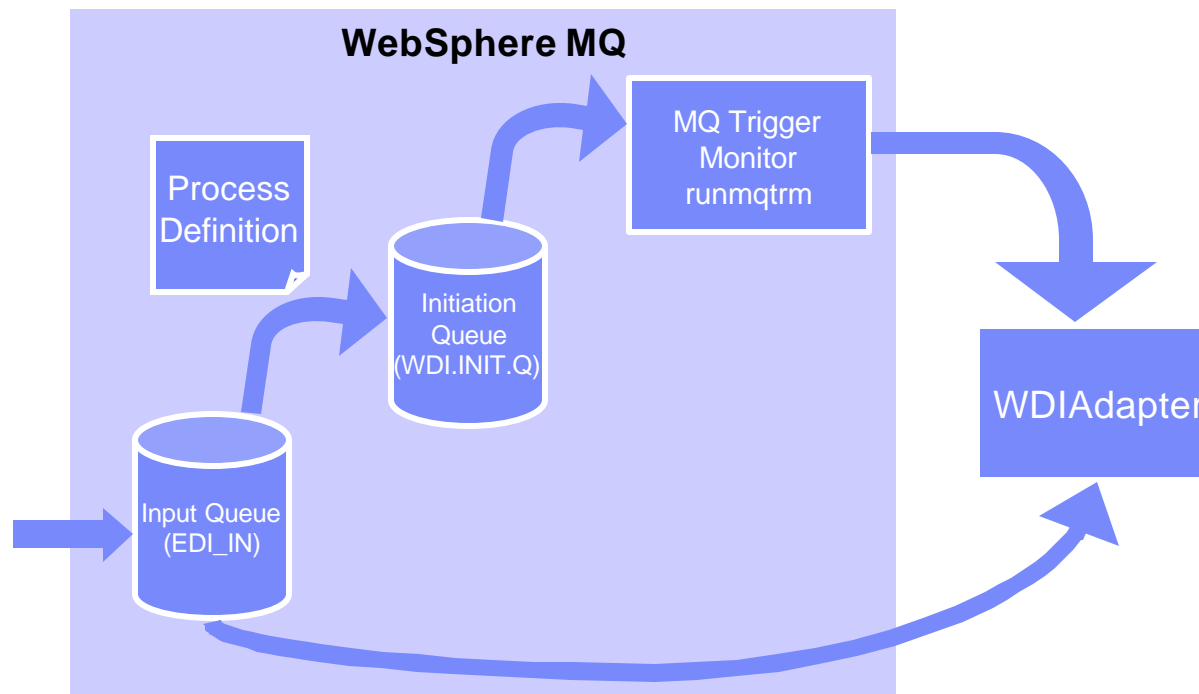 WebSphere MQ
MQ Trigger
Monitor
runmqtrm
Process
Definition
Initiation
Queue
(WDI.INIT.Q)
WDIAdapter
Input Queue
(EDI_IN)